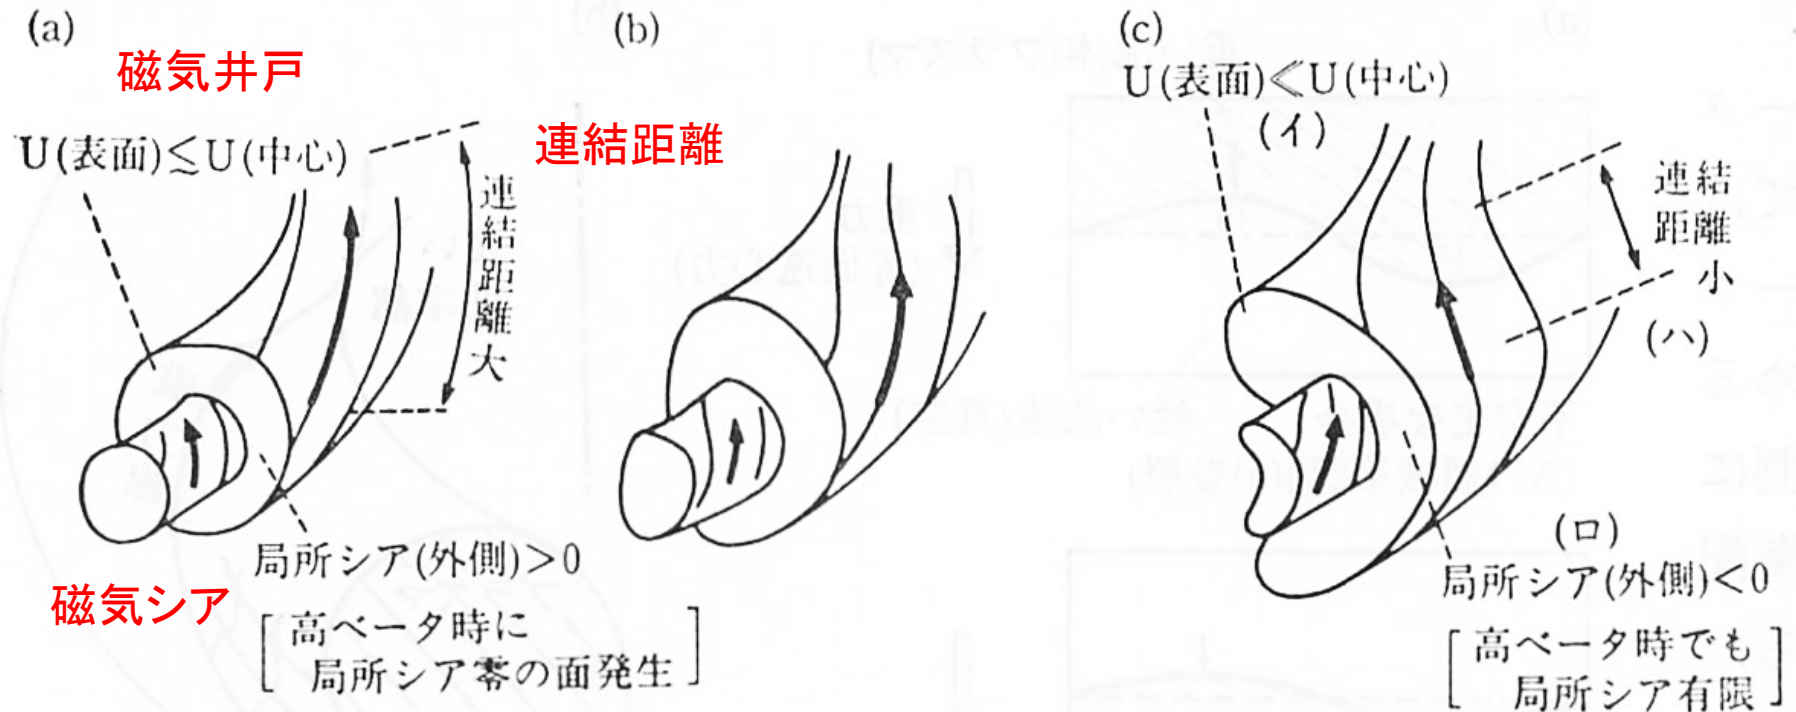 (a)
磁気井戸
U(表面)≲U(中心)
連結距離大
局所シア(外側)>0
磁気シア
[高ベータ時に
局所シア零の面発生]
(b)
連結距離
(c)
U(表面)≪U(中心)
(イ)
連結
距離
小
(ハ)
(ロ)
局所シア(外側)<0
[高ベータ時でも
局所シア有限]